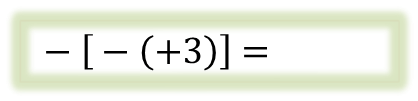 − [ − (+3)] =